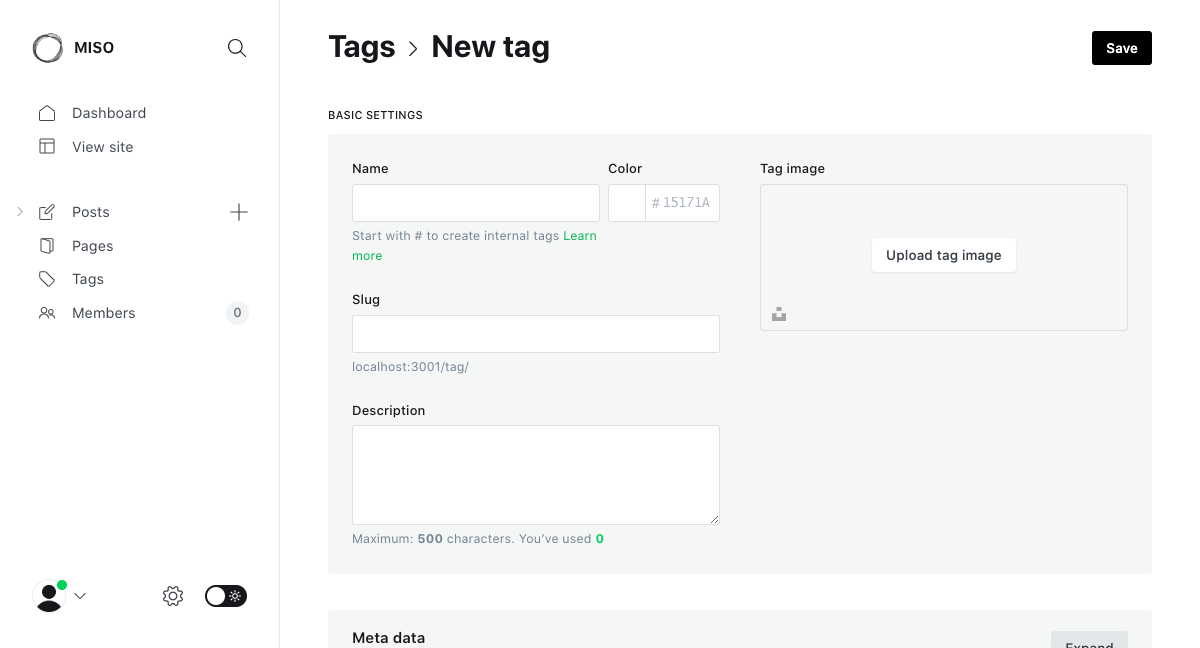 MISO
Dashboard
View site
Posts
Pages
Tags
Members 0
Tags > New tag
Save
BASIC SETTINGS
Name
Color
Tag image
# 15171A
Start with # to create internal tags Learn
more
Upload tag image
Slug
localhost:3001/tag/
Description
Maximum: 500 characters. You’ve used 0
Meta data
Expand